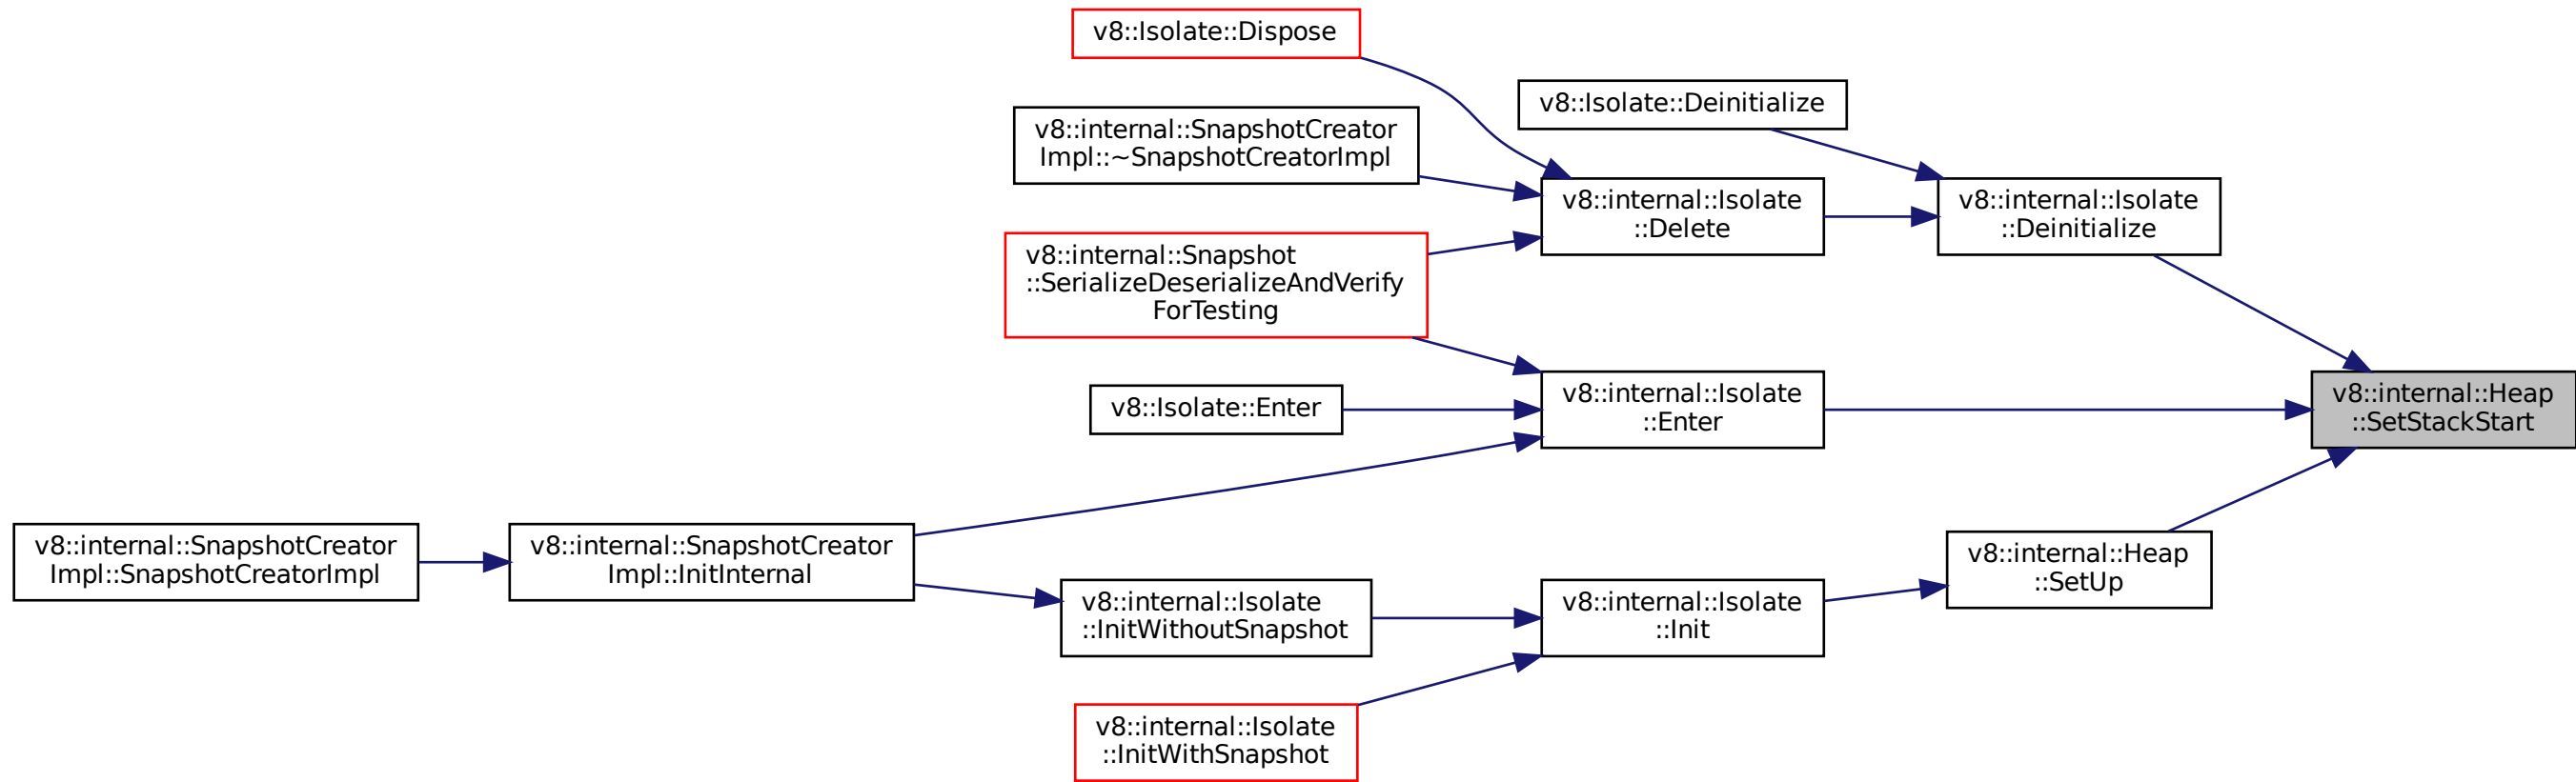 v8::Isolate::Dispose
v8::Isolate::Deinitialize
v8::internal::SnapshotCreator
Impl::~SnapshotCreatorImpl
v8::internal::Isolate
::Delete
v8::internal::Isolate
::Deinitialize
v8::internal::Snapshot
::SerializeDeserializeAndVerify
ForTesting
v8::Isolate::Enter
v8::internal::Isolate
::Enter
v8::internal::Heap
::SetStackStart
v8::internal::SnapshotCreator
Impl::SnapshotCreatorImpl
v8::internal::SnapshotCreator
Impl::InitInternal
v8::internal::Isolate
::InitWithoutSnapshot
v8::internal::Isolate
::Init
v8::internal::Heap
::SetUp
v8::internal::Isolate
::InitWithSnapshot